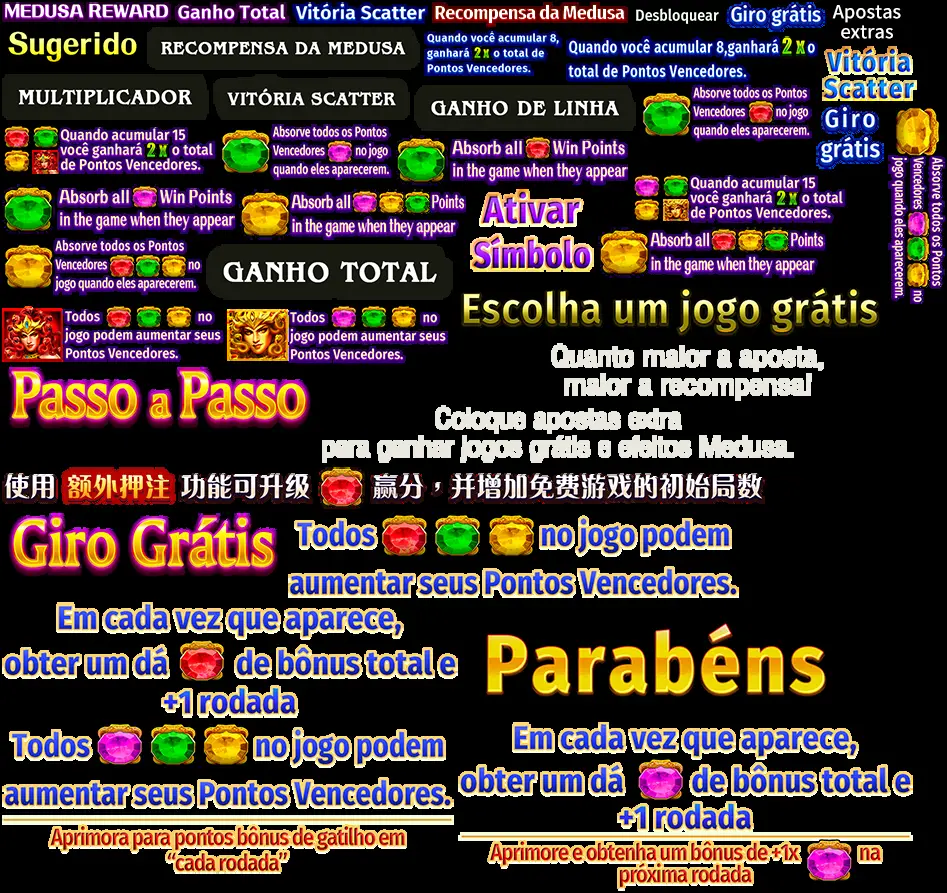 MEDUSA REWARD
Ganho Total
Vitória Scatter
Recompensa da Medusa
Desbloquear
Giro grátis
Apostas
extras
Sugerido
RECOMPENSA DA MEDUSA
Quando você acumular 8,
ganhará 2x o total de
Pontos Vencedores.
Quando você acumular 8,ganhará 2x o
total de Pontos Vencedores.
Vitória
Scatter
MULTIPLICADOR
VITÓRIA SCATTER
GANHO DE LINHA
Absorve todos os Pontos
Vencedores no jogo
quando eles aparecerem.
Giro
grátis
Quando acumular 15
você ganhará 2x o total
de Pontos Vencedores.
Absorve todos os Pontos
Vencedores no jogo
quando eles aparecerem.
Absorb all Win Points
in the game when they appear
Absorve todos os Pontos
Vencedores no
jogo quando eles aparecerem.
Absorb all Win Points
in the game when they appear
Absorb all Points
in the game when they appear
Ativar
Símbolo
Quando acumular 15
você ganhará 2x o total
de Pontos Vencedores.
Absorve todos os Pontos
Vencedores no
jogo quando eles aparecerem.
GANHO TOTAL
Absorb all Points
in the game when they appear
Escolha um jogo grátis
Todos no
jogo podem aumentar seus
Pontos Vencedores.
Todos no
jogo podem aumentar seus
Pontos Vencedores.
Quanto maior a aposta,
maior a recompensa!
Passo a Passo
Coloque apostas extra
para ganhar jogos grátis e efeitos Medusa.
使用 额外押注 功能可升级 赢分，并增加免费游戏的初始局数
Giro Grátis
Todos no jogo podem
aumentar seus Pontos Vencedores.
Em cada vez que aparece,
obter um dá de bônus total e
+1 rodada
Parabéns
Todos no jogo podem
aumentar seus Pontos Vencedores.
Aprimora para pontos bônus de gatilho em
“cada rodada”
Em cada vez que aparece,
obter um dá de bônus total e
+1 rodada
Aprimore e obtenha um bônus de +1x na
próxima rodada